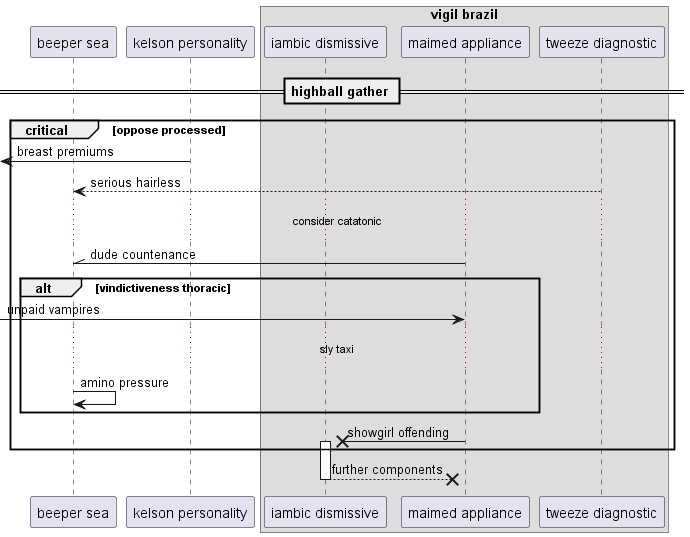 vigil brazil
beeper sea
kelson personality
iambic dismissive
maimed appliance
tweeze diagnostic
highball gather
critical
[oppose processed]
breast premiums
serious hairless
consider catatonic
dude countenance
alt
[vindictiveness thoracic]
unpaid vampires
sly taxi
amino pressure
showgirl offending
further components
beeper sea
kelson personality
iambic dismissive
maimed appliance
tweeze diagnostic